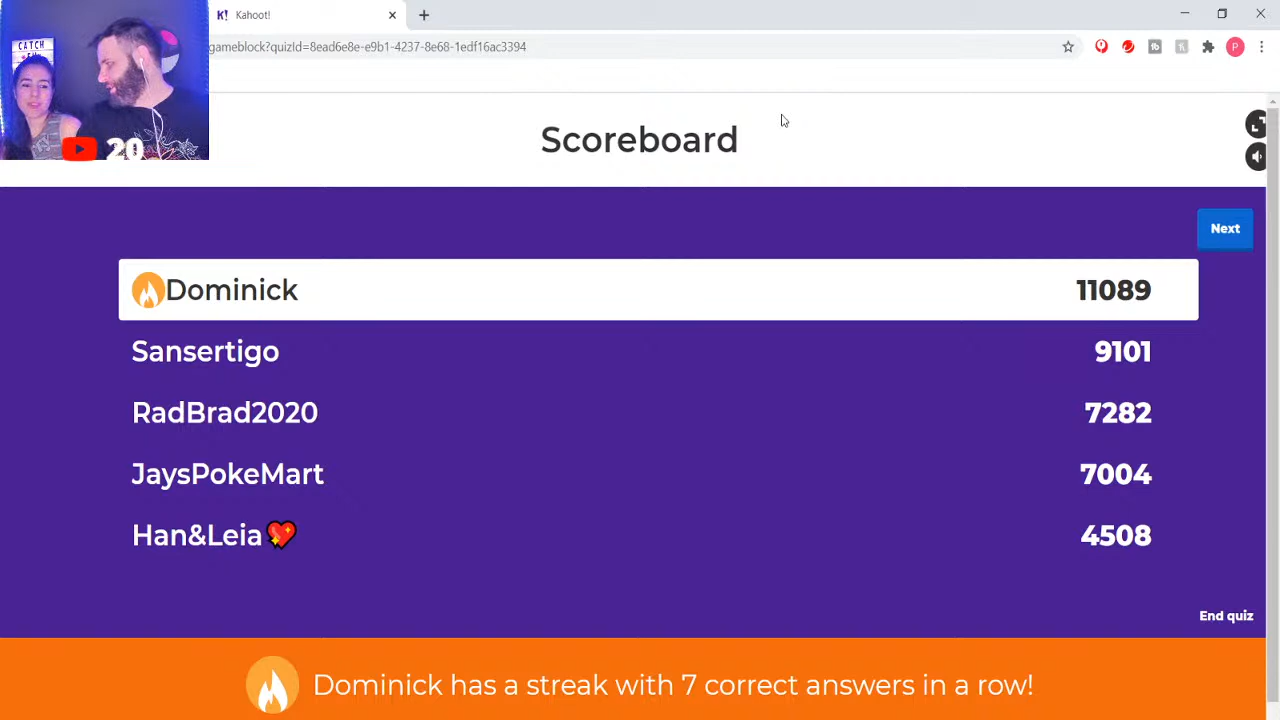 K! Kahoot!
gameblock?quizId=8ead6e8e-e9b1-4237-8e68-1edf16ac3394
P
CATCH
20
Scoreboard
Next
Dominick 11089
Sansertigo 9101
RadBrad2020 7282
JaysPokeMart 7004
Han&Leia💖 4508
End quiz
Dominick has a streak with 7 correct answers in a row!